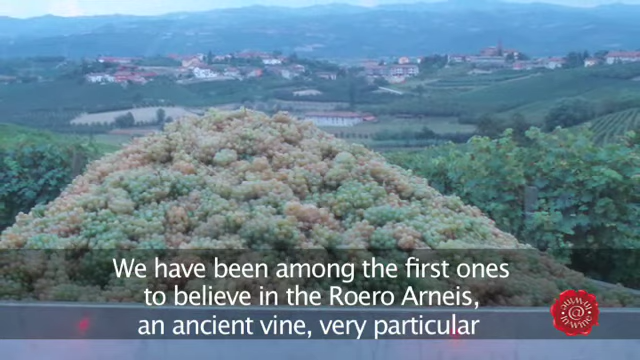 We have been among the first ones
to believe in the Roero Arneis,
an ancient vine, very particular
@